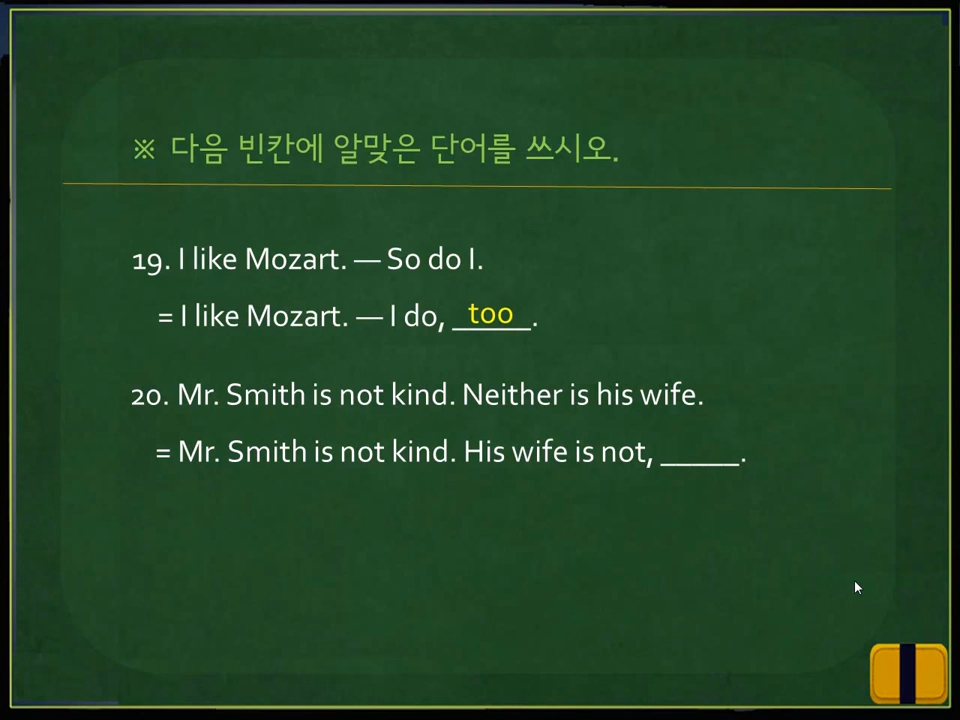 ※ 다음 빈칸에 알맞은 단어를 쓰시오.
19. I like Mozart. — So do I.
= I like Mozart. — I do, too.
20. Mr. Smith is not kind. Neither is his wife.
= Mr. Smith is not kind. His wife is not, _____.